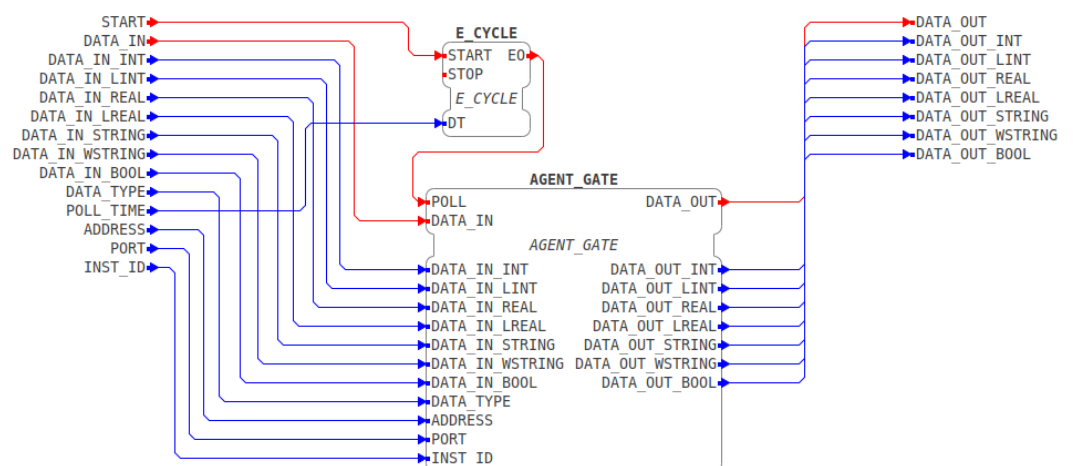 START
DATA_IN
DATA_IN_INT
DATA_IN_LINT
DATA_IN_REAL
DATA_IN_LREAL
DATA_IN_STRING
DATA_IN_WSTRING
DATA_IN_BOOL
DATA_TYPE
POLL_TIME
ADDRESS
PORT
INST_ID
E_CYCLE
START EO
STOP
E_CYCLE
DT
AGENT_GATE
POLL DATA_OUT
DATA_IN
AGENT_GATE
DATA_IN_INT DATA_OUT_INT
DATA_IN_LINT DATA_OUT_LINT
DATA_IN_REAL DATA_OUT_REAL
DATA_IN_LREAL DATA_OUT_LREAL
DATA_IN_STRING DATA_OUT_STRING
DATA_IN_WSTRING DATA_OUT_WSTRING
DATA_IN_BOOL DATA_OUT_BOOL
DATA_TYPE
ADDRESS
PORT
INST_ID
DATA_OUT
DATA_OUT_INT
DATA_OUT_LINT
DATA_OUT_REAL
DATA_OUT_LREAL
DATA_OUT_STRING
DATA_OUT_WSTRING
DATA_OUT_BOOL